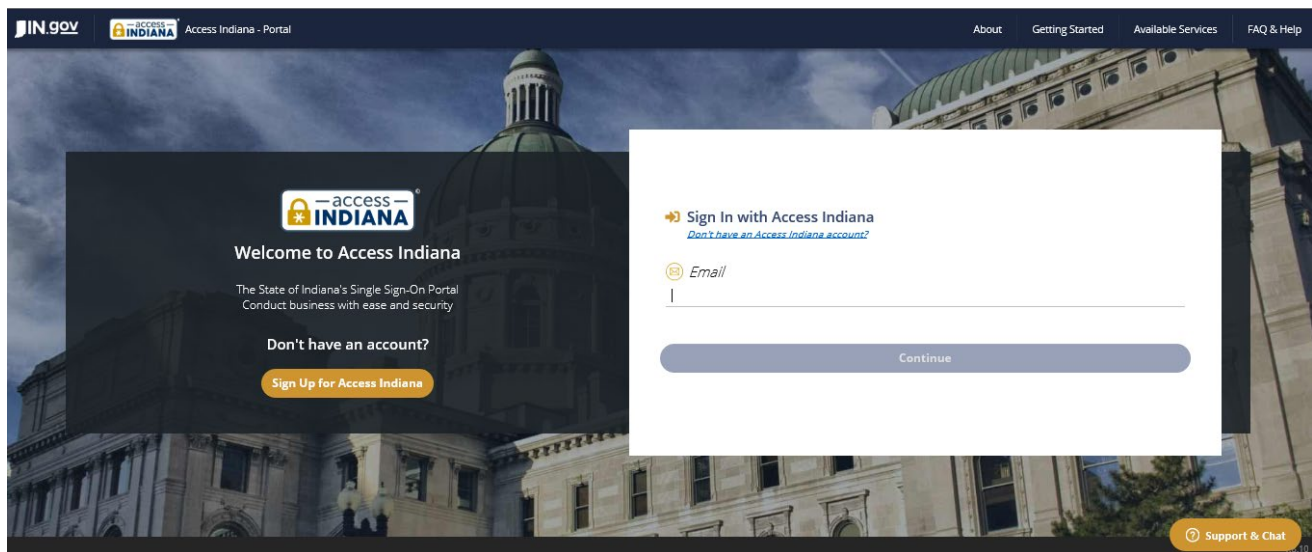 IN.gov
access INDIANA
Access Indiana - Portal
About
Getting Started
Available Services
FAQ & Help
access
INDIANA
Welcome to Access Indiana
The State of Indiana's Single Sign-On Portal
Conduct business with ease and security
Don't have an account?
Sign Up for Access Indiana
Sign In with Access Indiana
Don't have an Access Indiana account?
Email
Continue
Support & Chat